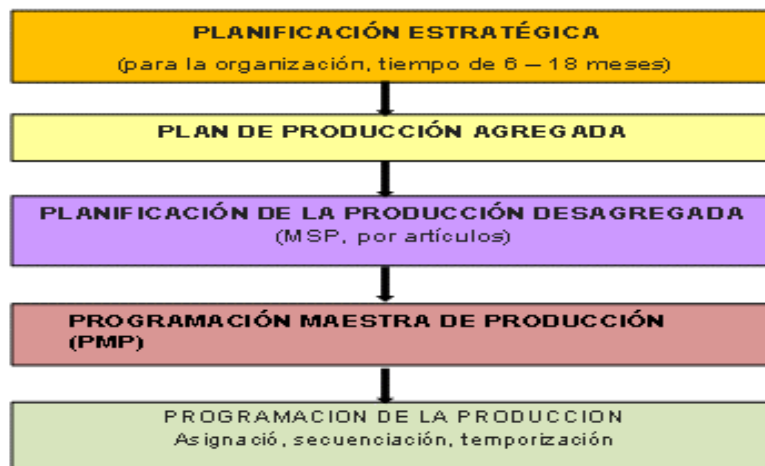 PLANIFICACIÓN ESTRATÉGICA
(para la organización, tiempo de 6 – 18 meses)
PLAN DE PRODUCCIÓN AGREGADA
PLANIFICACIÓN DE LA PRODUCCIÓN DESAGREGADA
(MSP, por artículos)
PROGRAMACIÓN MAESTRA DE PRODUCCIÓN
(PMP)
PROGRAMACION DE LA PRODUCCION
Asignació, secuenciación, temporización